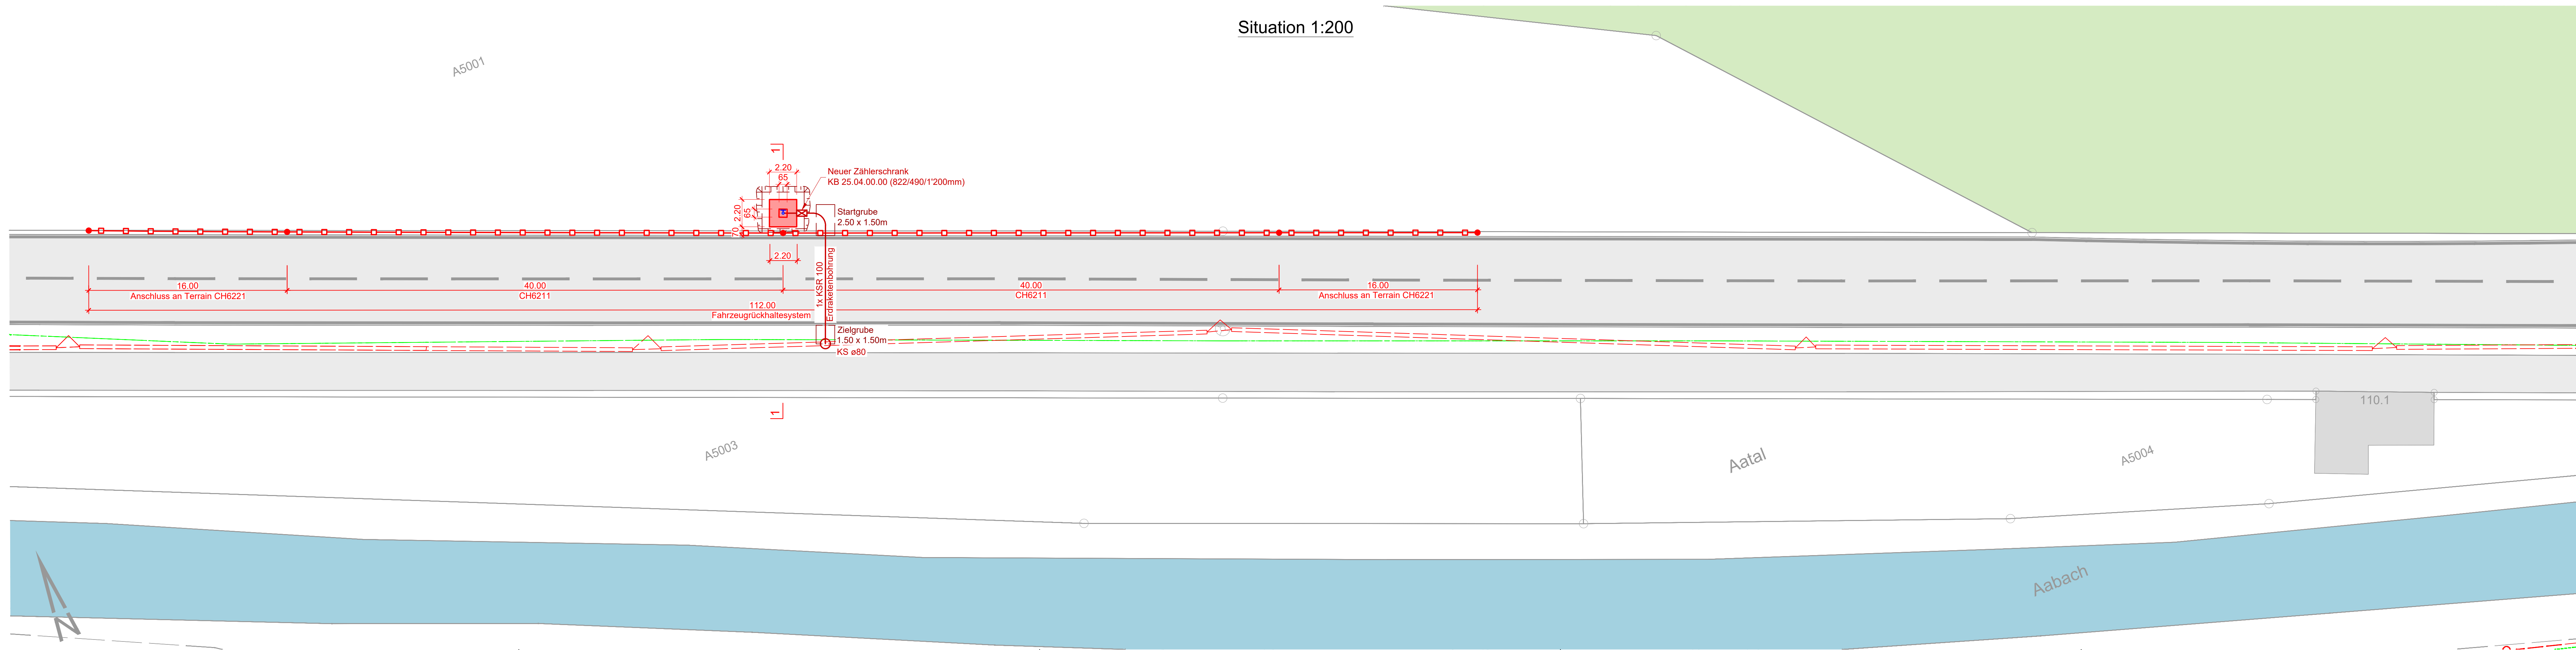 Situation 1:200
A5001
1
2.20
65
Neuer Zählerschrank
KB 25.04.00.00 (822/490/1'200mm)
2.20
65
70
Startgrube
2.50 x 1.50m
2.20
1x KSR 100
Erdraketenbohrung
16.00
Anschluss an Terrain CH6221
40.00
CH6211
40.00
CH6211
16.00
Anschluss an Terrain CH6221
112.00
Fahrzeugrückhaltesystem
Zielgrube
1.50 x 1.50m
KS ø80
1
110.1
A5003
Aatal
A5004
Aabach
N